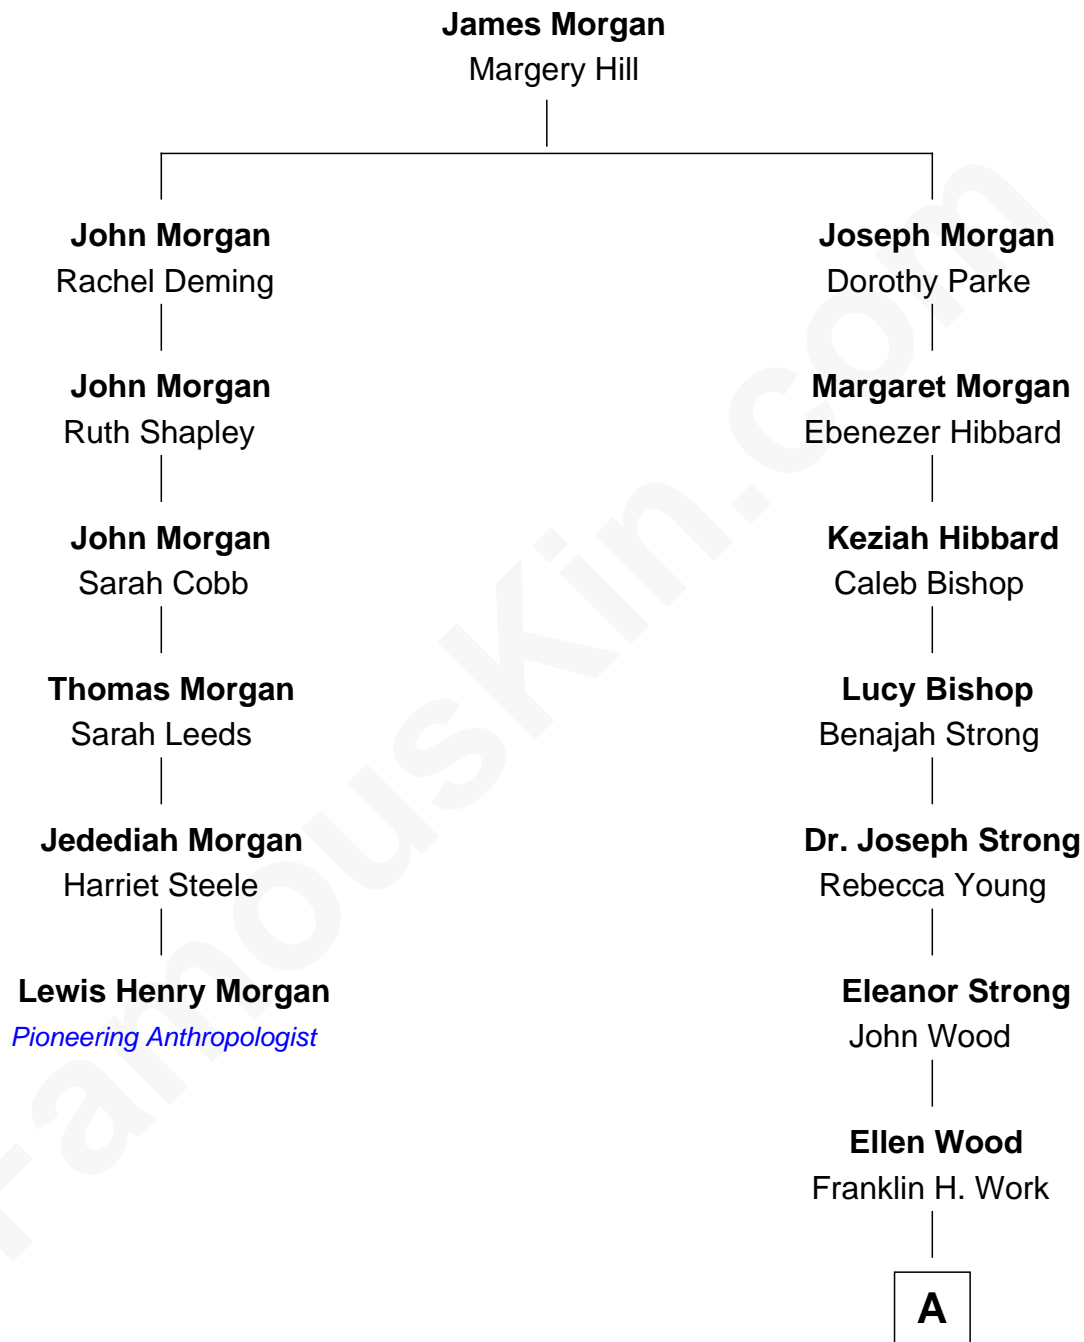 James Morgan
Margery Hill
John Morgan
Rachel Deming
Joseph Morgan
Dorothy Parke
John Morgan
Ruth Shapley
Margaret Morgan
Ebenezer Hibbard
John Morgan
Sarah Cobb
Keziah Hibbard
Caleb Bishop
Thomas Morgan
Sarah Leeds
Lucy Bishop
Benajah Strong
Jedediah Morgan
Harriet Steele
Dr. Joseph Strong
Rebecca Young
Lewis Henry Morgan
Pioneering Anthropologist
Eleanor Strong
John Wood
Ellen Wood
Franklin H. Work
A
FamousKin.com